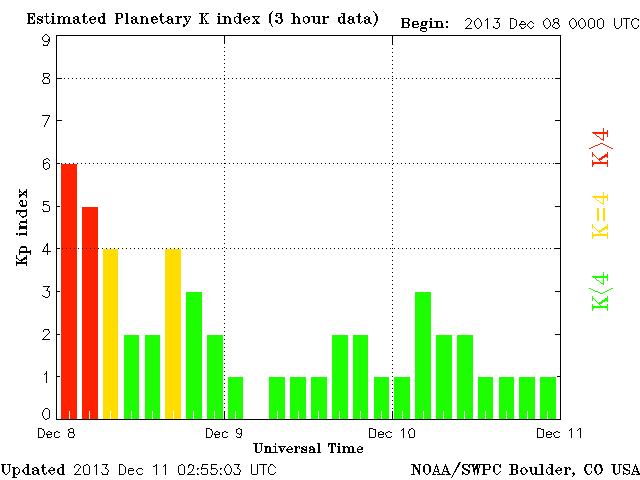 Estimated Planetary K index (3 hour data) Begin: 2013 Dec 08 0000 UTC
9
8
7
6
5
4
3
2
1
0
Kp index
K>4
K=4
K<4
Dec 8 Dec 9 Dec 10 Dec 11
Universal Time
Updated 2013 Dec 11 02:55:03 UTC NOAA/SWPC Boulder, CO USA